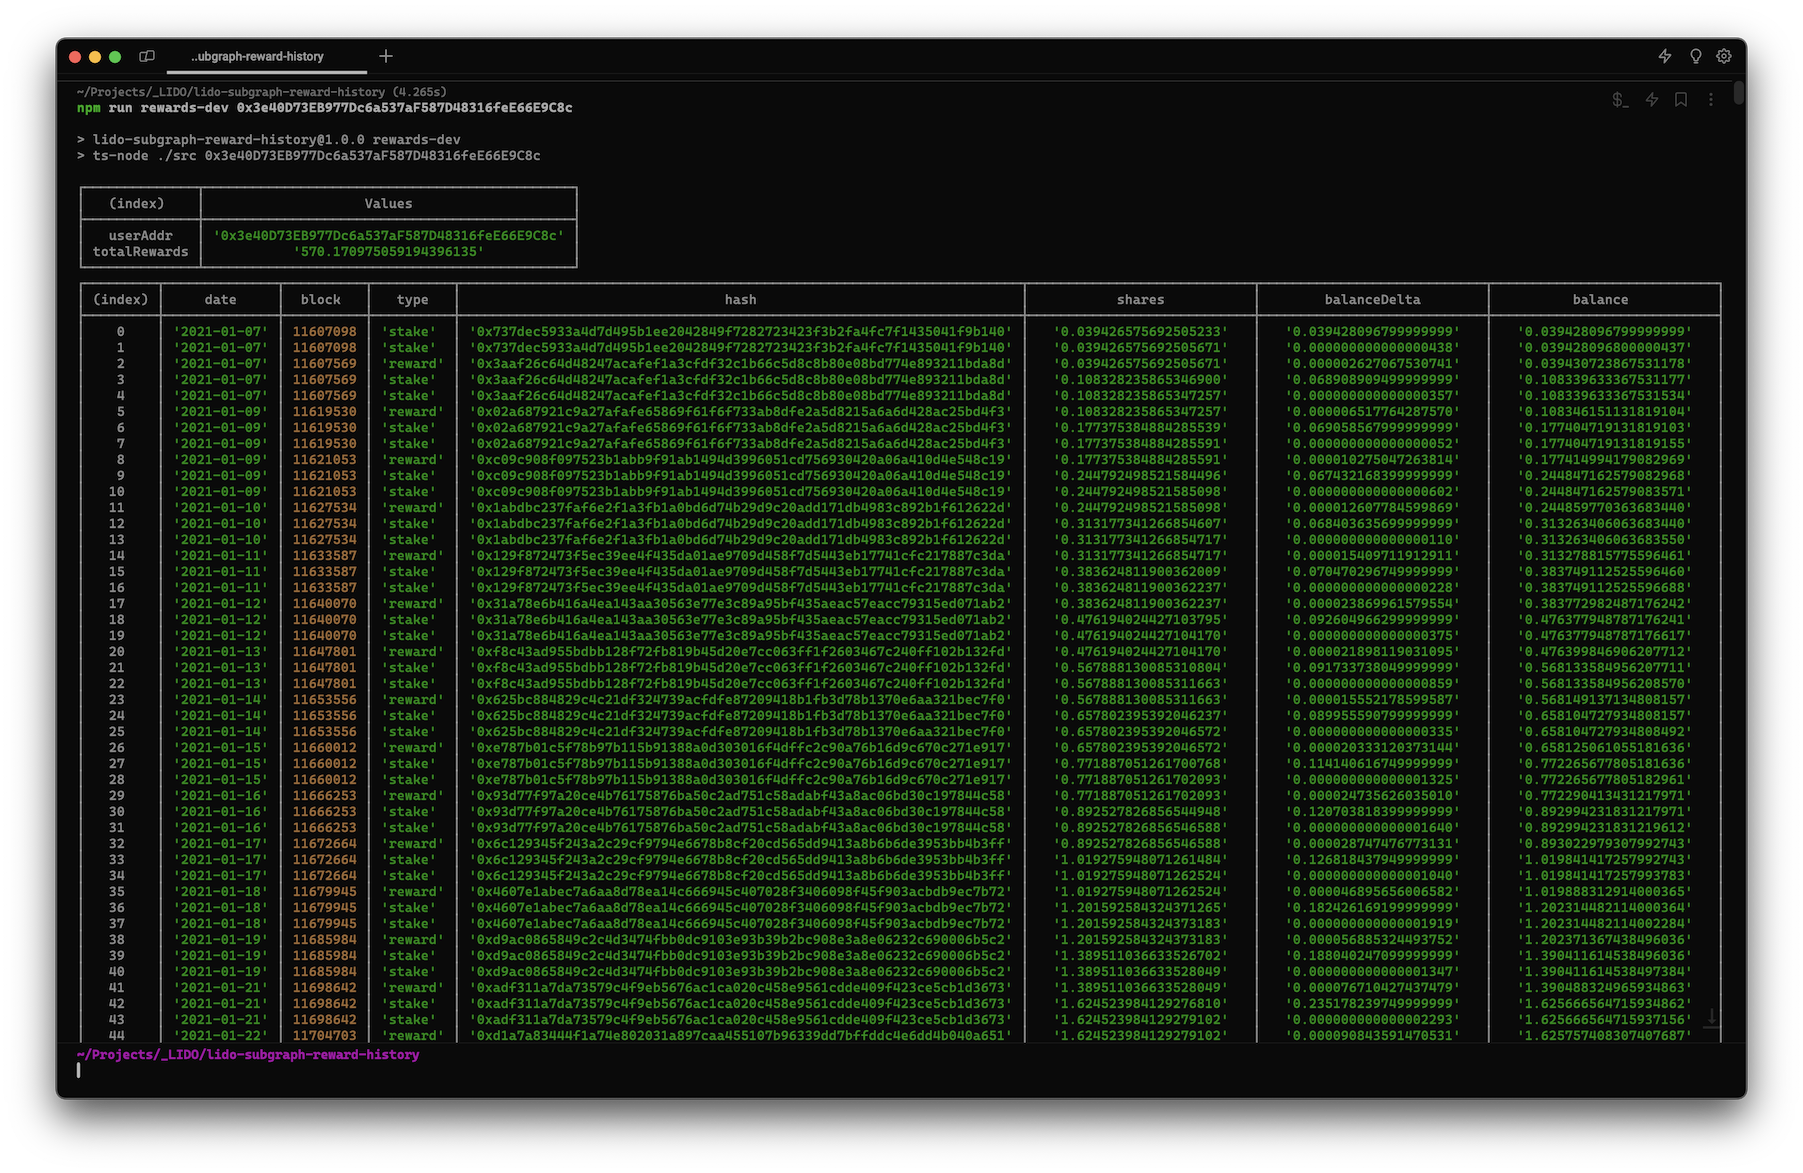 ..ubgraph-reward-history
~/Projects/_LIDO/lido-subgraph-reward-history (4.265s)
npm run rewards-dev 0x3e40D73EB977Dc6a537aF587D48316feE66E9C8c
> lido-subgraph-reward-history@1.0.0 rewards-dev
> ts-node ./src 0x3e40D73EB977Dc6a537aF587D48316feE66E9C8c
(index) Values
userAddr '0x3e40D73EB977Dc6a537aF587D48316feE66E9C8c'
totalRewards '570.170975059194396135'
(index) date block type hash shares balanceDelta balance
0 '2021-01-07' 11607098 'stake' '0x737dec5933a4d7d495b1ee2042849f7282723423f3b2fa4fc7f1435041f9b140' '0.039426575692505233' '0.039428096799999999' '0.039428096799999999'
1 '2021-01-07' 11607098 'stake' '0x737dec5933a4d7d495b1ee2042849f7282723423f3b2fa4fc7f1435041f9b140' '0.039426575692505671' '0.000000000000000438' '0.039428096800000437'
2 '2021-01-07' 11607569 'reward' '0x3aaf26c64d48247acafef1a3cfdf32c1b66c5d8c8b80e08bd774e893211bda8d' '0.039426575692505671' '0.000002627067530741' '0.039430723867531178'
3 '2021-01-07' 11607569 'stake' '0x3aaf26c64d48247acafef1a3cfdf32c1b66c5d8c8b80e08bd774e893211bda8d' '0.108328235865346900' '0.068908909499999999' '0.108339633367531177'
4 '2021-01-07' 11607569 'stake' '0x3aaf26c64d48247acafef1a3cfdf32c1b66c5d8c8b80e08bd774e893211bda8d' '0.108328235865347257' '0.000000000000000357' '0.108339633367531534'
5 '2021-01-09' 11619530 'reward' '0x02a687921c9a27afafe65869f61f6f733ab8dfe2a5d8215a6a6d428ac25bd4f3' '0.108328235865347257' '0.000006517764287570' '0.108346151131819104'
6 '2021-01-09' 11619530 'stake' '0x02a687921c9a27afafe65869f61f6f733ab8dfe2a5d8215a6a6d428ac25bd4f3' '0.177375384884285539' '0.069058567999999999' '0.177404719131819103'
7 '2021-01-09' 11619530 'stake' '0x02a687921c9a27afafe65869f61f6f733ab8dfe2a5d8215a6a6d428ac25bd4f3' '0.177375384884285591' '0.000000000000000052' '0.177404719131819155'
8 '2021-01-09' 11621053 'reward' '0xc09c908f097523b1abb9f91ab1494d3996051cd756930420a06a410d4e548c19' '0.177375384884285591' '0.000010275047263814' '0.177414994179082969'
9 '2021-01-09' 11621053 'stake' '0xc09c908f097523b1abb9f91ab1494d3996051cd756930420a06a410d4e548c19' '0.244792498521584496' '0.067432168399999999' '0.244847162579082968'
10 '2021-01-09' 11621053 'stake' '0xc09c908f097523b1abb9f91ab1494d3996051cd756930420a06a410d4e548c19' '0.244792498521585098' '0.000000000000000602' '0.244847162579083571'
11 '2021-01-10' 11627534 'reward' '0x1abdbc237faf6e2f1a3fb1a0bd6d74b29d9c20add171db4983c892b1f612622d' '0.244792498521585098' '0.000012607784599869' '0.244859770363683440'
12 '2021-01-10' 11627534 'stake' '0x1abdbc237faf6e2f1a3fb1a0bd6d74b29d9c20add171db4983c892b1f612622d' '0.313177341266854607' '0.068403635699999999' '0.313263406063683440'
13 '2021-01-10' 11627534 'stake' '0x1abdbc237faf6e2f1a3fb1a0bd6d74b29d9c20add171db4983c892b1f612622d' '0.313177341266854717' '0.000000000000000110' '0.313263406063683550'
14 '2021-01-11' 11633587 'reward' '0x129f872473f5ec39ee4f435da01ae9709d458f7d5443eb17741cfc217887c3da' '0.313177341266854717' '0.000015409711912911' '0.313278815775596461'
15 '2021-01-11' 11633587 'stake' '0x129f872473f5ec39ee4f435da01ae9709d458f7d5443eb17741cfc217887c3da' '0.383624811900362009' '0.070470296749999999' '0.383749112525596460'
16 '2021-01-11' 11633587 'stake' '0x129f872473f5ec39ee4f435da01ae9709d458f7d5443eb17741cfc217887c3da' '0.383624811900362237' '0.000000000000000228' '0.383749112525596688'
17 '2021-01-12' 11640070 'reward' '0x31a78e6b416a4ea143aa30563e77e3c89a95bf435aeac57eacc79315ed071ab2' '0.383624811900362237' '0.000023869961579554' '0.383772982487176242'
18 '2021-01-12' 11640070 'stake' '0x31a78e6b416a4ea143aa30563e77e3c89a95bf435aeac57eacc79315ed071ab2' '0.476194024427103795' '0.092604966299999999' '0.476377948787176241'
19 '2021-01-12' 11640070 'stake' '0x31a78e6b416a4ea143aa30563e77e3c89a95bf435aeac57eacc79315ed071ab2' '0.476194024427104170' '0.000000000000000375' '0.476377948787176617'
20 '2021-01-13' 11647801 'reward' '0xf8c43ad955bdbb128f72fb819b45d20e7cc063ff1f2603467c240ff102b132fd' '0.476194024427104170' '0.000021898119031095' '0.476399846906207712'
21 '2021-01-13' 11647801 'stake' '0xf8c43ad955bdbb128f72fb819b45d20e7cc063ff1f2603467c240ff102b132fd' '0.567888130085310804' '0.091733738049999999' '0.568133584956207711'
22 '2021-01-13' 11647801 'stake' '0xf8c43ad955bdbb128f72fb819b45d20e7cc063ff1f2603467c240ff102b132fd' '0.567888130085311663' '0.000000000000000859' '0.568133584956208570'
23 '2021-01-14' 11653556 'reward' '0x625bc884829c4c21df324739acfdfe87209418b1fb3d78b1370e6aa321bec7f0' '0.567888130085311663' '0.000015552178599587' '0.568149137134808157'
24 '2021-01-14' 11653556 'stake' '0x625bc884829c4c21df324739acfdfe87209418b1fb3d78b1370e6aa321bec7f0' '0.657802395392046237' '0.089955590799999999' '0.658104727934808157'
25 '2021-01-14' 11653556 'stake' '0x625bc884829c4c21df324739acfdfe87209418b1fb3d78b1370e6aa321bec7f0' '0.657802395392046572' '0.000000000000000335' '0.658104727934808492'
26 '2021-01-15' 11660012 'reward' '0xe787b01c5f78b97b115b91388a0d303016f4dffc2c90a76b16d9c670c271e917' '0.657802395392046572' '0.000020333120373144' '0.658125061055181636'
27 '2021-01-15' 11660012 'stake' '0xe787b01c5f78b97b115b91388a0d303016f4dffc2c90a76b16d9c670c271e917' '0.771887051261700768' '0.114140616749999999' '0.772265677805181636'
28 '2021-01-15' 11660012 'stake' '0xe787b01c5f78b97b115b91388a0d303016f4dffc2c90a76b16d9c670c271e917' '0.771887051261702093' '0.000000000000001325' '0.772265677805182961'
29 '2021-01-16' 11666253 'reward' '0x93d77f97a20ce4b76175876ba50c2ad751c58adabf43a8ac06bd30c197844c58' '0.771887051261702093' '0.000024735626035010' '0.772290413431217971'
30 '2021-01-16' 11666253 'stake' '0x93d77f97a20ce4b76175876ba50c2ad751c58adabf43a8ac06bd30c197844c58' '0.892527826856544948' '0.120703818399999999' '0.892994231831217971'
31 '2021-01-16' 11666253 'stake' '0x93d77f97a20ce4b76175876ba50c2ad751c58adabf43a8ac06bd30c197844c58' '0.892527826856546588' '0.000000000000001640' '0.892994231831219612'
32 '2021-01-17' 11672664 'reward' '0x6c129345f243a2c29cf9794e6678b8cf20cd565dd9413a8b6b6de3953bb4b3ff' '0.892527826856546588' '0.000028747476773131' '0.893022979307992743'
33 '2021-01-17' 11672664 'stake' '0x6c129345f243a2c29cf9794e6678b8cf20cd565dd9413a8b6b6de3953bb4b3ff' '1.019275948071261484' '0.126818437949999999' '1.019841417257992743'
34 '2021-01-17' 11672664 'stake' '0x6c129345f243a2c29cf9794e6678b8cf20cd565dd9413a8b6b6de3953bb4b3ff' '1.019275948071262524' '0.000000000000001040' '1.019841417257993783'
35 '2021-01-18' 11679945 'reward' '0x4607e1abec7a6aa8d78ea14c666945c407028f3406098f45f903acbdb9ec7b72' '1.019275948071262524' '0.000046895656006582' '1.019888312914000365'
36 '2021-01-18' 11679945 'stake' '0x4607e1abec7a6aa8d78ea14c666945c407028f3406098f45f903acbdb9ec7b72' '1.201592584324371265' '0.182426169199999999' '1.202314482114000364'
37 '2021-01-18' 11679945 'stake' '0x4607e1abec7a6aa8d78ea14c666945c407028f3406098f45f903acbdb9ec7b72' '1.201592584324373183' '0.000000000000001919' '1.202314482114002284'
38 '2021-01-19' 11685984 'reward' '0xd9ac0865849c2c4d3474fbb0dc9103e93b39b2bc908e3a8e06232c690006b5c2' '1.201592584324373183' '0.000056885324493752' '1.202371367438496036'
39 '2021-01-19' 11685984 'stake' '0xd9ac0865849c2c4d3474fbb0dc9103e93b39b2bc908e3a8e06232c690006b5c2' '1.389511036633526702' '0.188040247099999999' '1.390411614538496036'
40 '2021-01-19' 11685984 'stake' '0xd9ac0865849c2c4d3474fbb0dc9103e93b39b2bc908e3a8e06232c690006b5c2' '1.389511036633528049' '0.000000000000001347' '1.390411614538497384'
41 '2021-01-21' 11698642 'reward' '0xadf311a7da73579c4f9eb5676ac1ca020c458e9561cdde409f423ce5cb1d3673' '1.389511036633528049' '0.000076710427437479' '1.390488324965934863'
42 '2021-01-21' 11698642 'stake' '0xadf311a7da73579c4f9eb5676ac1ca020c458e9561cdde409f423ce5cb1d3673' '1.624523984129276810' '0.235178239749999999' '1.625666564715934862'
43 '2021-01-21' 11698642 'stake' '0xadf311a7da73579c4f9eb5676ac1ca020c458e9561cdde409f423ce5cb1d3673' '1.624523984129279102' '0.000000000000002293' '1.625666564715937156'
44 '2021-01-22' 11704703 'reward' '0xd1a7a83444f1a74e802031a897caa455107b96339dd7bffddc4e6dd4b040a651' '1.624523984129279102' '0.000090843591470531' '1.625757408307407687'
~/Projects/_LIDO/lido-subgraph-reward-history